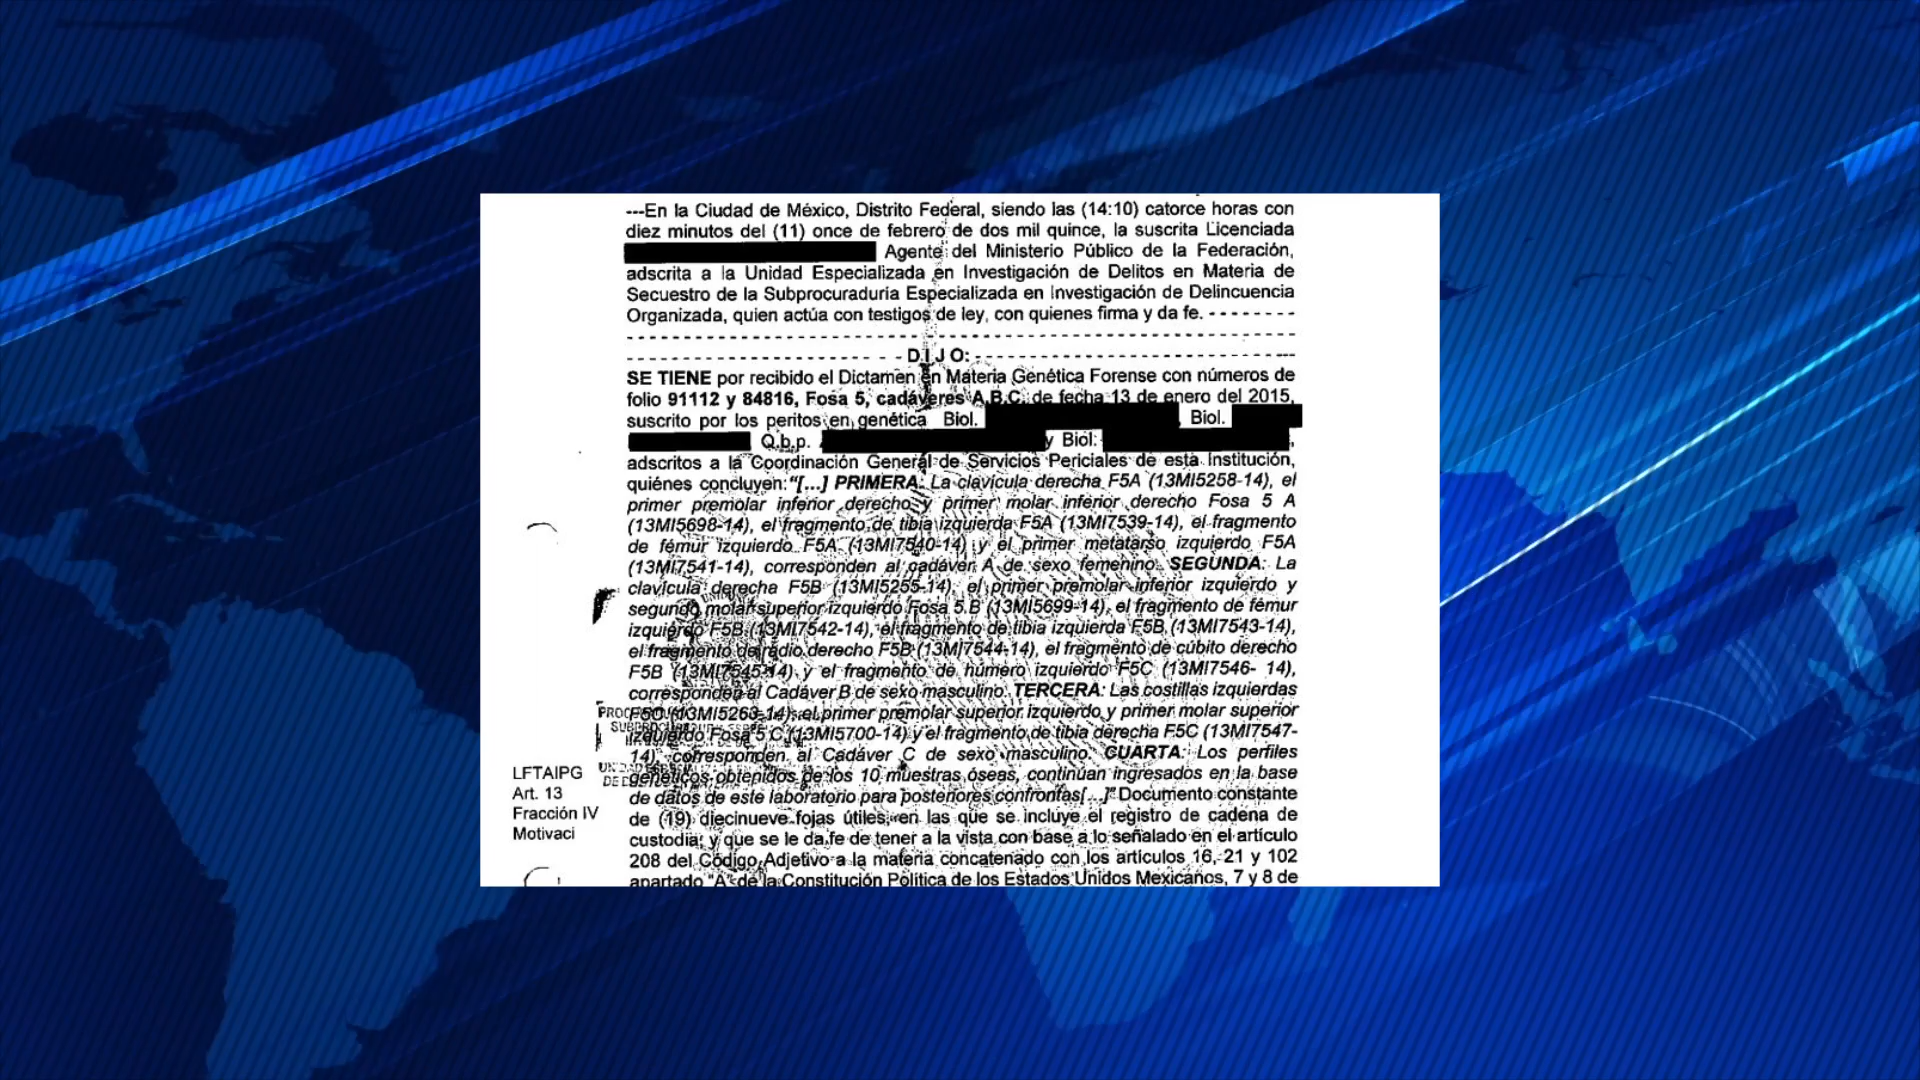 ---En la Ciudad de México, Distrito Federal, siendo las (14:10) catorce horas con
diez minutos del (11) once de febrero de dos mil quince, la suscrita Licenciada
Agente del Ministerio Público de la Federación,
adscrita a la Unidad Especializada en Investigación de Delitos en Materia de
Secuestro de la Subprocuraduría Especializada en Investigación de Delincuencia
Organizada, quien actúa con testigos de ley, con quienes firma y da fe. - - - - - - - -
- - - - - - - - - - - - - - - - - - - - - - - - - - - - - - - - - - - - - - - - - - - - - - - - - - - - - - - - - - - -
- - - - - - - - - - - - - - - - - - - - - - - - - D I J O: - - - - - - - - - - - - - - - - - - - - - - - - - - - - ---
SE TIENE por recibido el Dictamen en Materia Genética Forense con números de
folio 91112 y 84816, Fosa 5, cadáveres A,B,C, de fecha 13 de enero del 2015,
suscrito por los peritos en genética Biol. , Biol.
Q.b.p. y Biol: ,
adscritos a la Coordinación General de Servicios Periciales de esta Institución,
quiénes concluyen: "[...] PRIMERA: La clavícula derecha F5A (13MI5258-14), el
primer premolar inferior derecho y primer molar inferior derecho Fosa 5 A
(13MI5698-14), el fragmento de tibia izquierda F5A (13MI7539-14), el fragmento
de fémur izquierdo F5A (13MI7540-14) y el primer metatarso izquierdo F5A
(13MI7541-14), corresponden al cadáver A de sexo femenino. SEGUNDA: La
clavícula derecha F5B (13MI5255-14), el primer premolar inferior izquierdo y
segundo molar superior izquierdo Fosa 5 B (13MI5699-14), el fragmento de fémur
izquierdo F5B (13MI7542-14), el fragmento de tibia izquierda F5B (13MI7543-14),
el fragmento de radio derecho F5B (13MI7544-14), el fragmento de cúbito derecho
F5B (13MI7545-14) y el fragmento de húmero izquierdo F5C (13MI7546- 14),
corresponden al Cadáver B de sexo masculino. TERCERA: Las costillas izquierdas
F5C (13MI5263-14), el primer premolar superior izquierdo y primer molar superior
izquierdo Fosa 5 C (13MI5700-14) y el fragmento de tibia derecha F5C (13MI7547-
14), corresponden al Cadáver C de sexo masculino. CUARTA: Los perfiles
genéticos obtenidos de los 10 muestras óseas, continúan ingresados en la base
de datos de este laboratorio para posteriores confrontas[...]" Documento constante
de (19) diecinueve fojas útiles, en las que se incluye el registro de cadena de
custodia; y que se le da fe de tener a la vista con base a lo señalado en el artículo
208 del Código Adjetivo a la materia concatenado con los artículos 16, 21 y 102
apartado "A" de la Constitución Política de los Estados Unidos Mexicanos, 7 y 8 de
LFTAIPG
Art. 13
Fracción IV
Motivaci